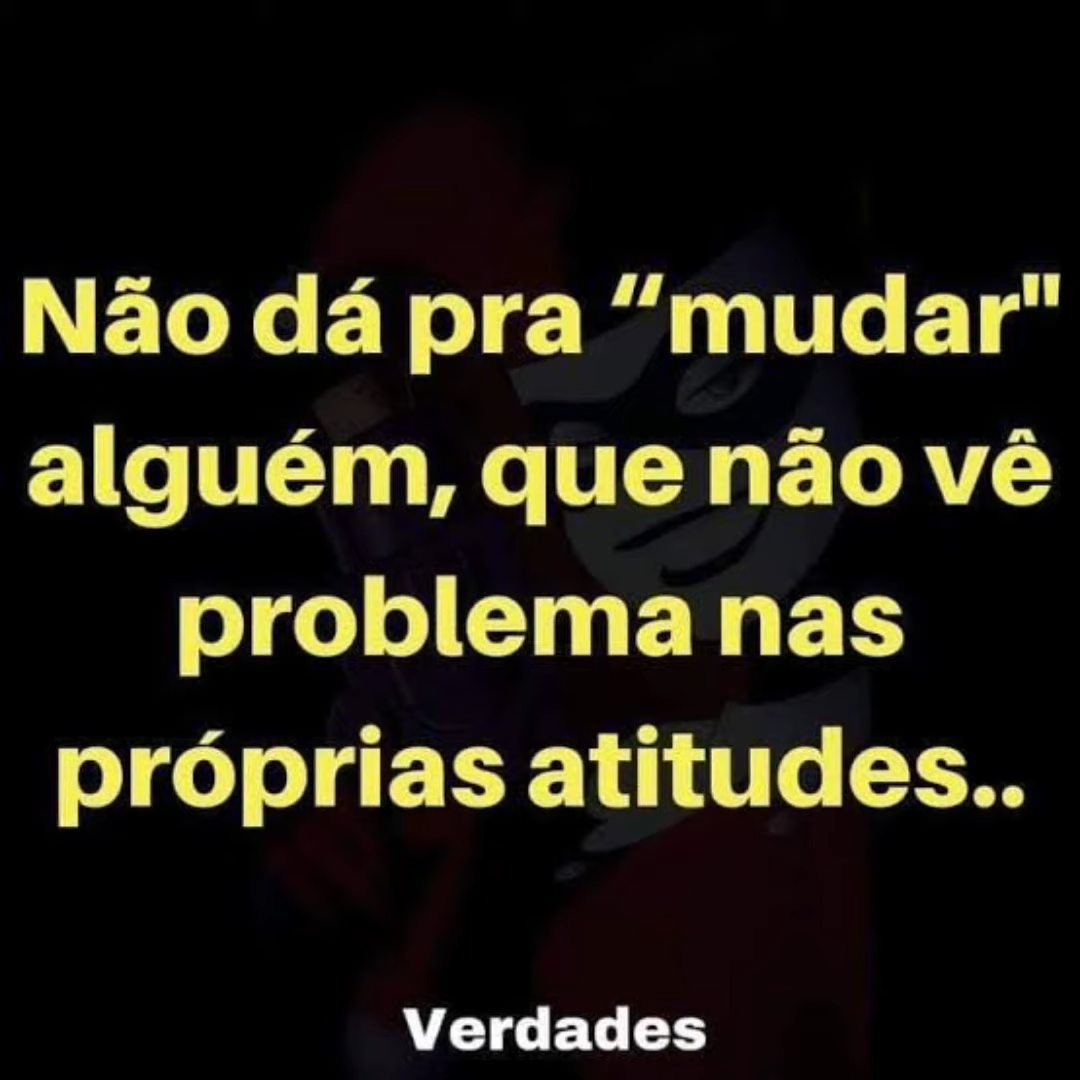 Não dá pra “mudar"
alguém, que não vê
problema nas
próprias atitudes..
Verdades